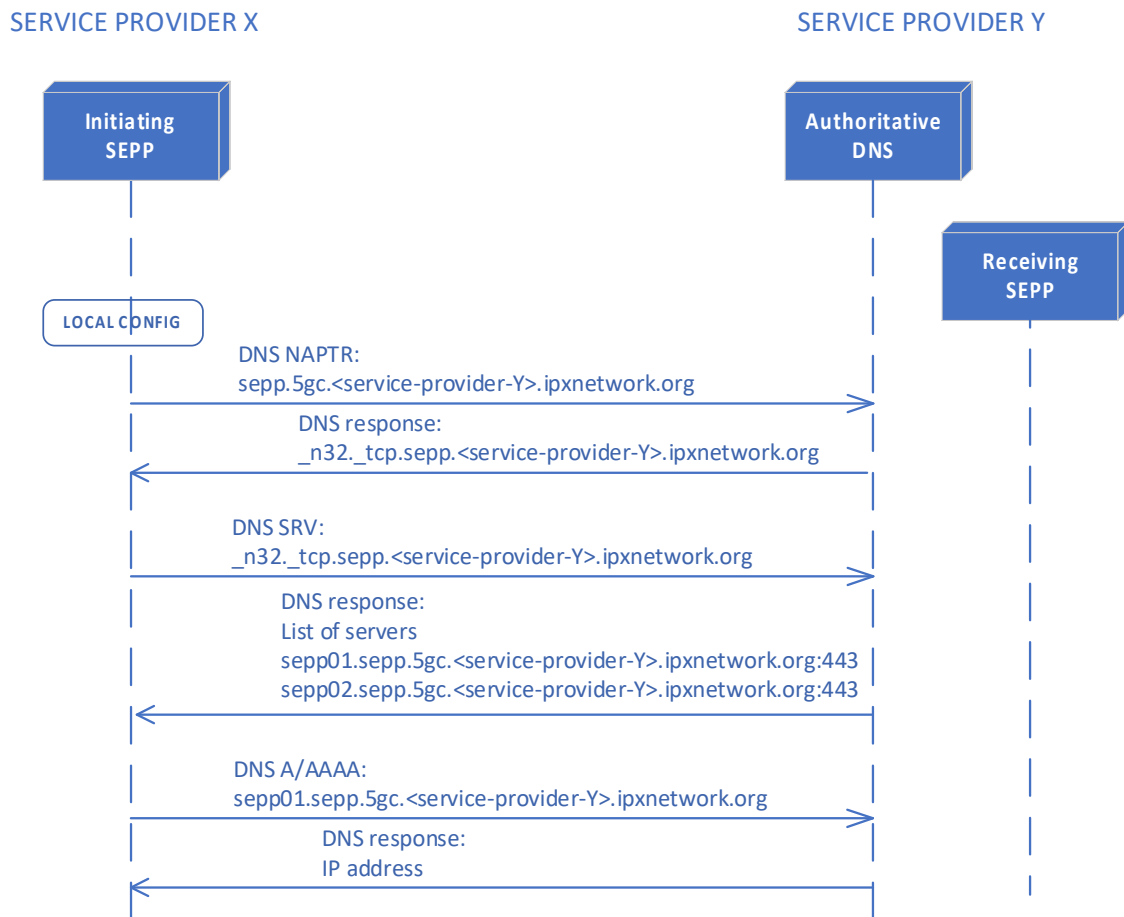 SERVICE PROVIDER X
SERVICE PROVIDER Y
Initiating
SEPP
Authoritative
DNS
Receiving
SEPP
LOCAL CONFIG
DNS NAPTR:
sepp.5gc.<service-provider-Y>.ipxnetwork.org
DNS response:
_n32._tcp.sepp.<service-provider-Y>.ipxnetwork.org
DNS SRV:
_n32._tcp.sepp.<service-provider-Y>.ipxnetwork.org
DNS response:
List of servers
sepp01.sepp.5gc.<service-provider-Y>.ipxnetwork.org:443
sepp02.sepp.5gc.<service-provider-Y>.ipxnetwork.org:443
DNS A/AAAA:
sepp01.sepp.5gc.<service-provider-Y>.ipxnetwork.org
DNS response:
IP address